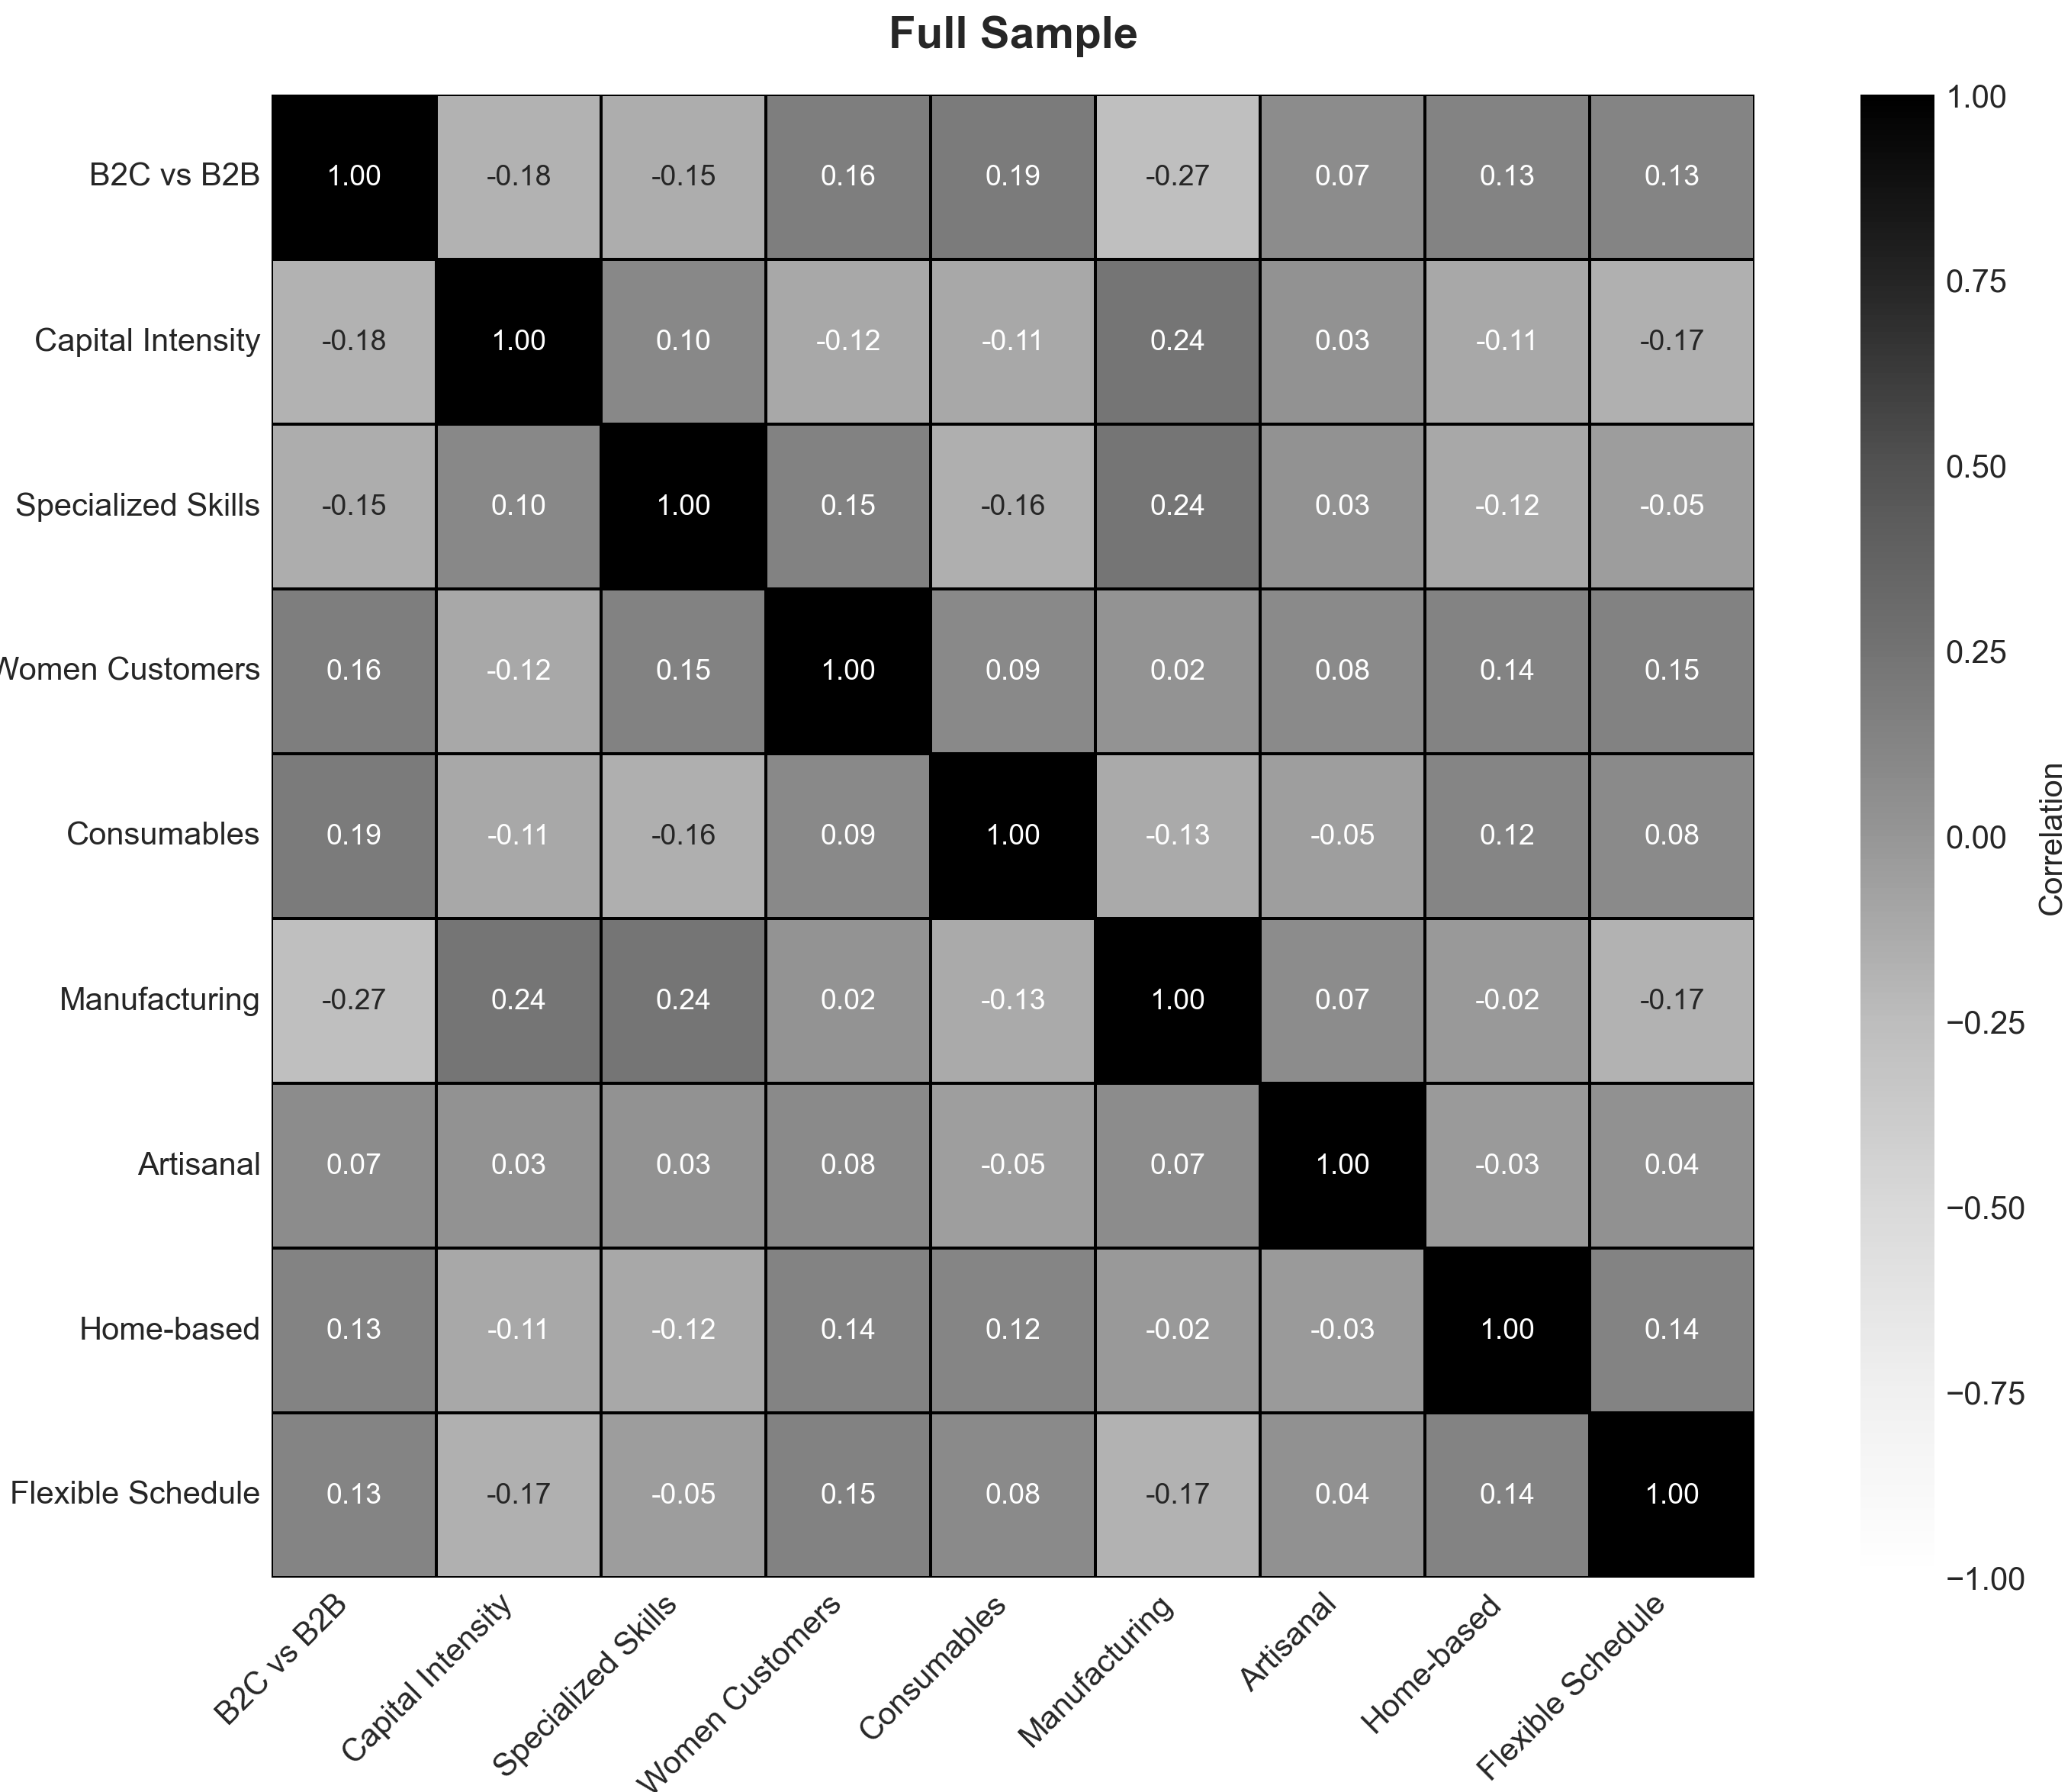 Full Sample
B2C vs B2B 1.00 -0.18 -0.15 0.16 0.19 -0.27 0.07 0.13 0.13
Capital Intensity -0.18 1.00 0.10 -0.12 -0.11 0.24 0.03 -0.11 -0.17
Specialized Skills -0.15 0.10 1.00 0.15 -0.16 0.24 0.03 -0.12 -0.05
Women Customers 0.16 -0.12 0.15 1.00 0.09 0.02 0.08 0.14 0.15
Consumables 0.19 -0.11 -0.16 0.09 1.00 -0.13 -0.05 0.12 0.08
Manufacturing -0.27 0.24 0.24 0.02 -0.13 1.00 0.07 -0.02 -0.17
Artisanal 0.07 0.03 0.03 0.08 -0.05 0.07 1.00 -0.03 0.04
Home-based 0.13 -0.11 -0.12 0.14 0.12 -0.02 -0.03 1.00 0.14
Flexible Schedule 0.13 -0.17 -0.05 0.15 0.08 -0.17 0.04 0.14 1.00
B2C vs B2B
Capital Intensity
Specialized Skills
Women Customers
Consumables
Manufacturing
Artisanal
Home-based
Flexible Schedule
1.00
0.75
0.50
0.25
0.00
−0.25
−0.50
−0.75
−1.00
Correlation